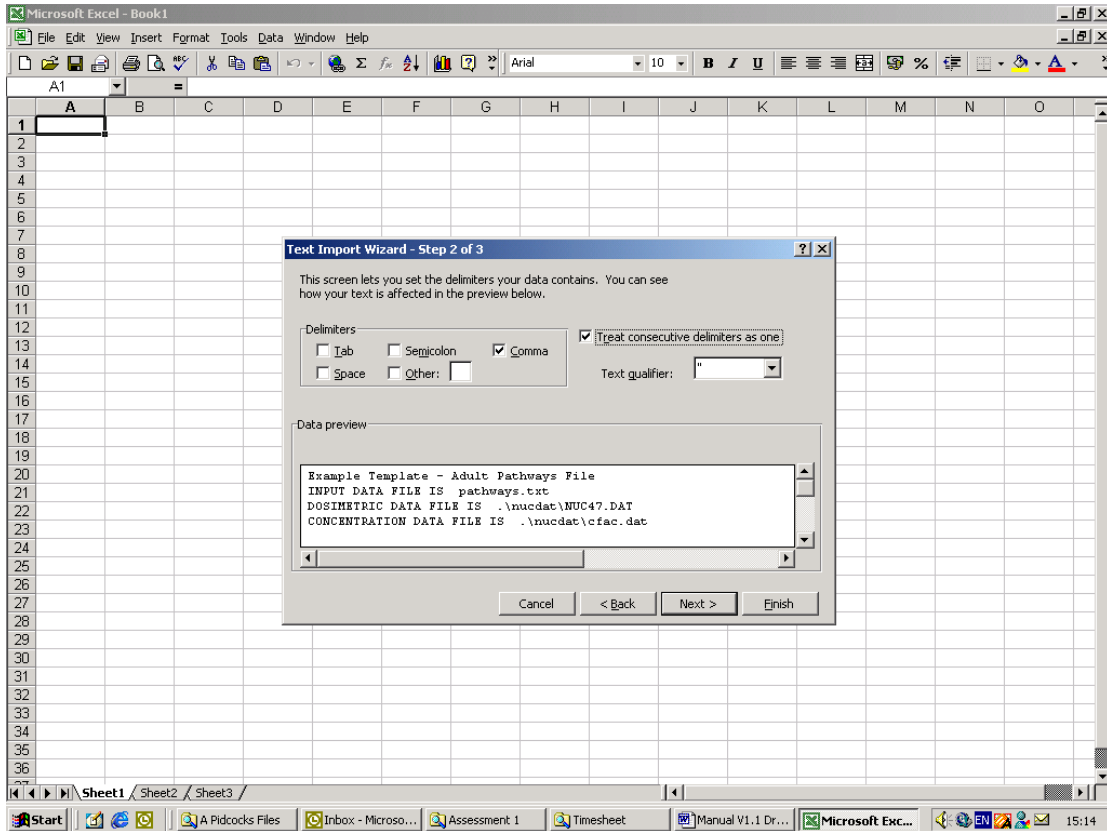 Microsoft Excel - Book1
File Edit View Insert Format Tools Data Window Help
Arial 10 B I U %
A1 =
A B C D E F G H I J K L M N O
1
2
3
4
5
6
7
8
9
10
11
12
13
14
15
16
17
18
19
20
21
22
23
24
25
26
27
28
29
30
31
32
33
34
35
36
Text Import Wizard - Step 2 of 3
This screen lets you set the delimiters your data contains. You can see
how your text is affected in the preview below.
Delimiters
Treat consecutive delimiters as one
Tab Semicolon Comma
Space Other: Text qualifier: "
Data preview
Example Template - Adult Pathways File
INPUT DATA FILE IS pathways.txt
DOSIMETRIC DATA FILE IS .\nucdat\NUC47.DAT
CONCENTRATION DATA FILE IS .\nucdat\cfac.dat
Cancel < Back Next > Finish
Sheet1 Sheet2 Sheet3
Start A Pidcocks Files Inbox - Microso... Assessment 1 Timesheet Manual V1.1 Dr... Microsoft Exc... EN 15:14